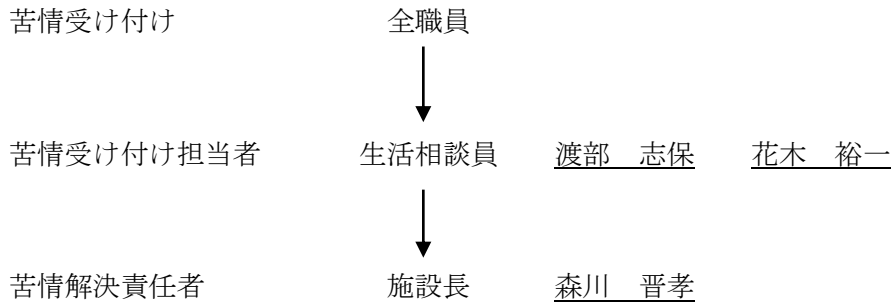 苦情受け付け　全職員
苦情受け付け担当者　生活相談員　渡部　志保　花木　裕一
苦情解決責任者　施設長　森川　晋孝